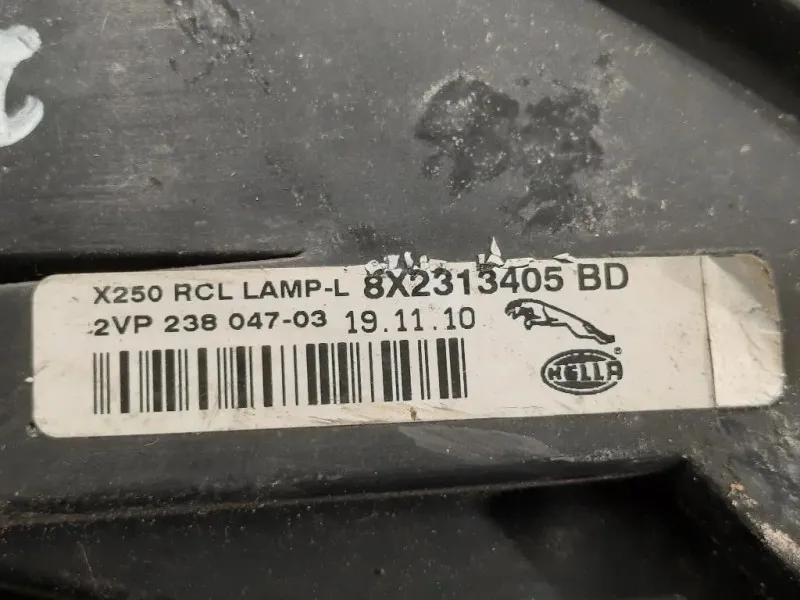 X250 RCL LAMP-L 8X2313405 BD
2VP 238 047-03 19.11.10
HELLA ®